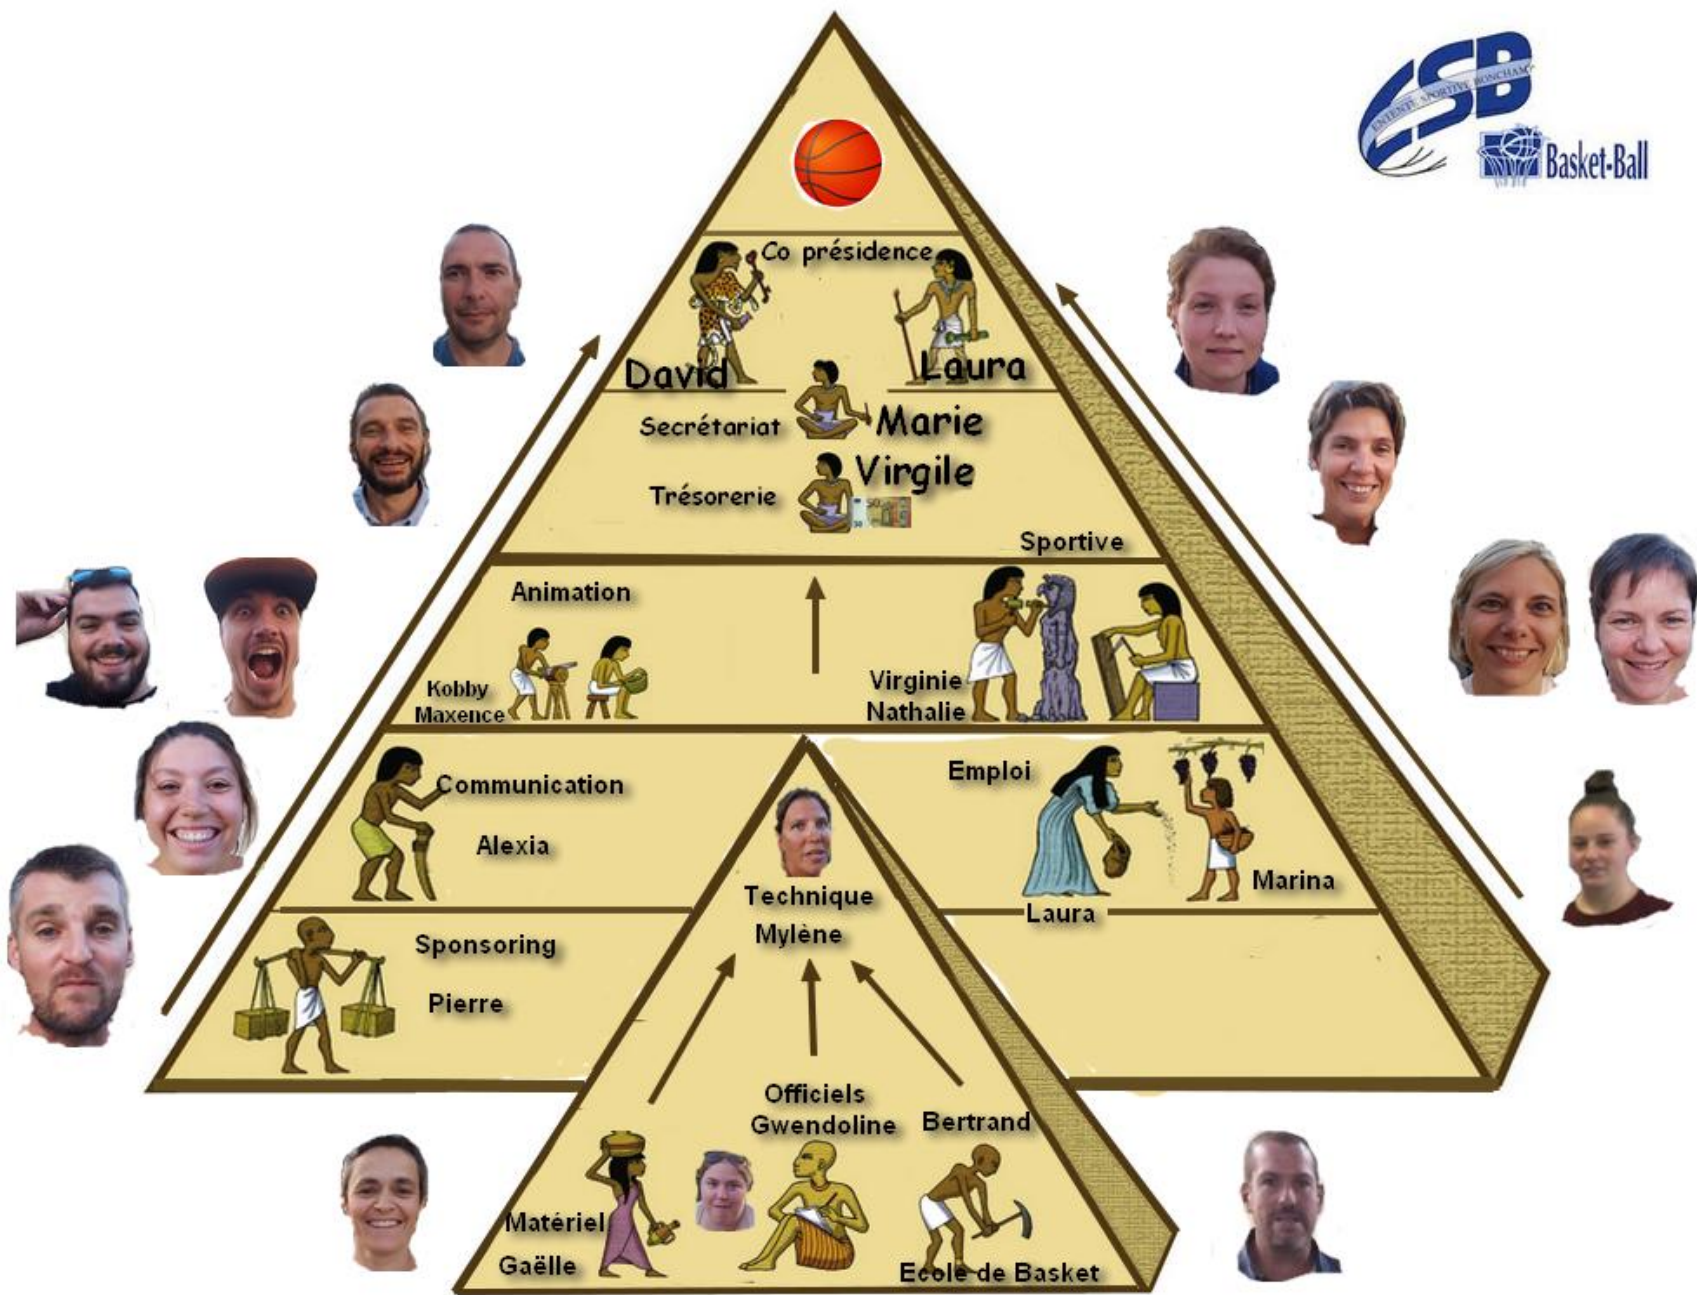 ESB
ENTENTE SPORTIVE BONCHAMP
Basket-Ball
Co présidence
David
Laura
Secrétariat
Marie
Trésorerie
Virgile
50
Sportive
Animation
Kobby
Maxence
Virginie
Nathalie
Communication
Alexia
Emploi
Laura
Marina
Technique
Mylène
Sponsoring
Pierre
Officiels
Gwendoline
Bertrand
Matériel
Gaëlle
Ecole de Basket